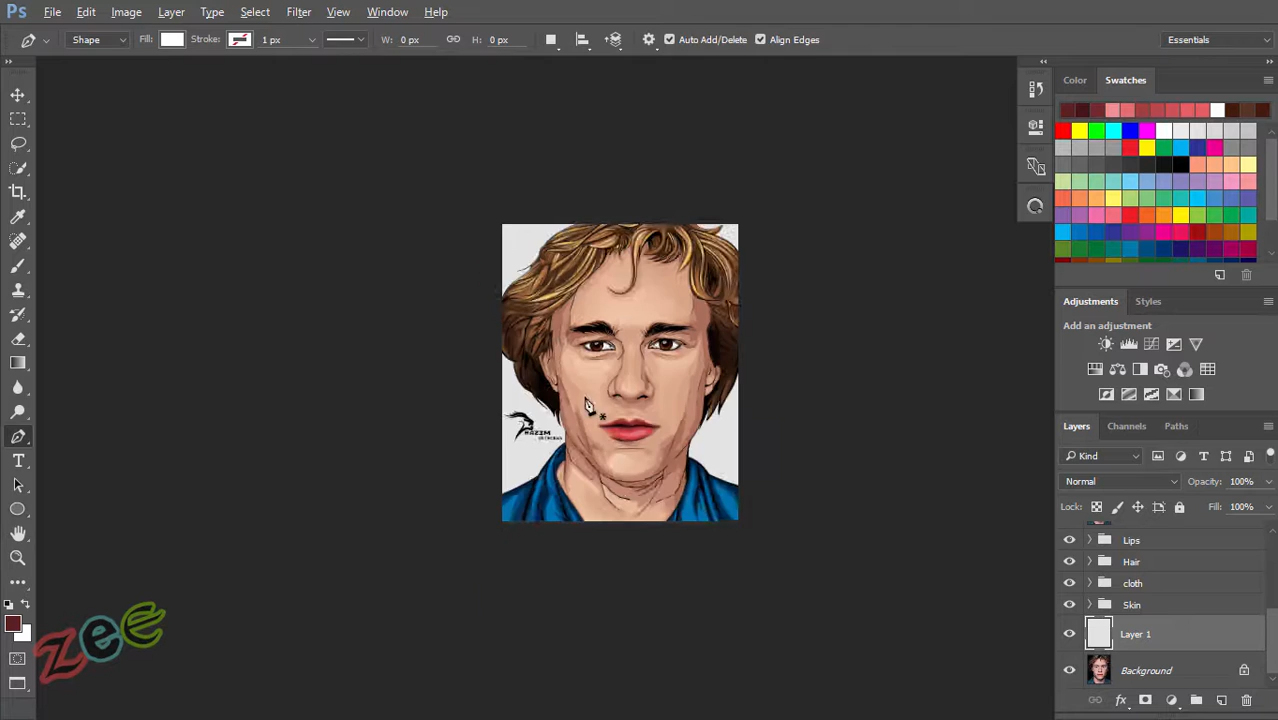 Ps File Edit Image Layer Type Select Filter View Window Help
Shape Fill: Stroke: 1 px W: 0 px H: 0 px Auto Add/Delete Align Edges Essentials
Color Swatches
Adjustments Styles
Add an adjustment
Layers Channels Paths
Kind
Normal Opacity: 100%
Lock: Fill: 100%
Lips
Hair
cloth
Skin
Layer 1
Background
zee